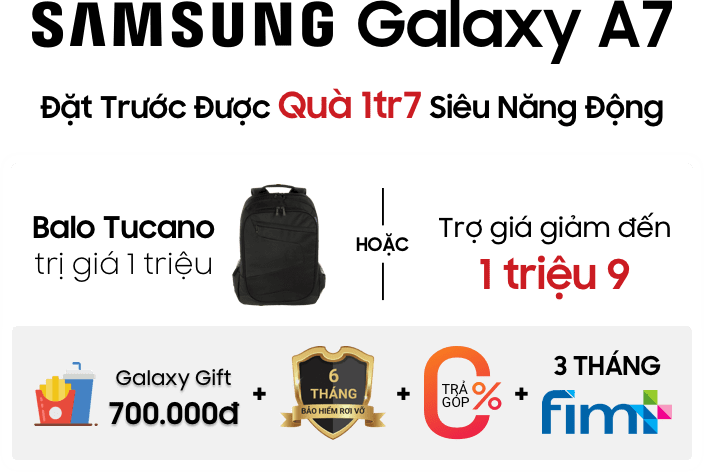 SAMSUNG Galaxy A7
Đặt Trước Được Quà 1tr7 Siêu Năng Động
Balo Tucano
trị giá 1 triệu
HOẶC
Trợ giá giảm đến
1 triệu 9
Galaxy Gift
700.000đ
+
6
THÁNG
BẢO HIỂM RƠI VỠ
+
TRẢ
GÓP %
+
3 THÁNG
fim+